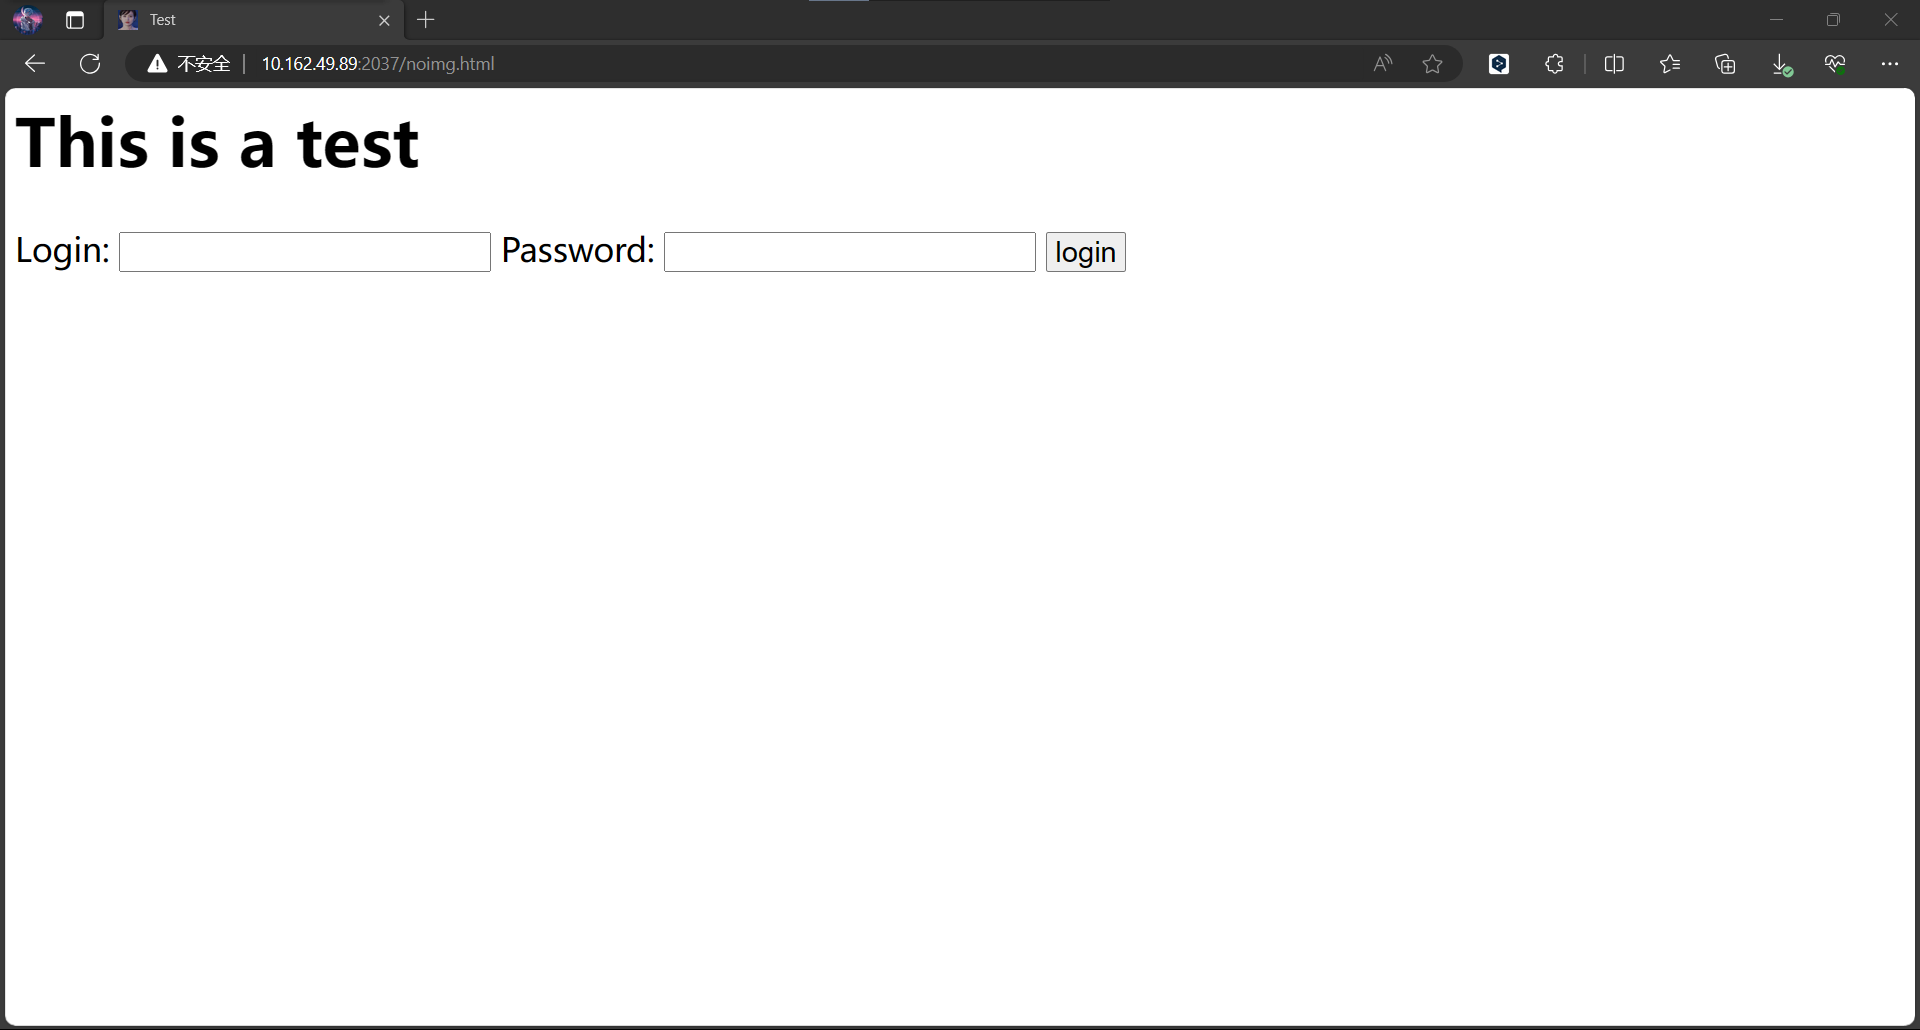 Test
不安全 10.162.49.89:2037/noimg.html
This is a test
Login: Password: login